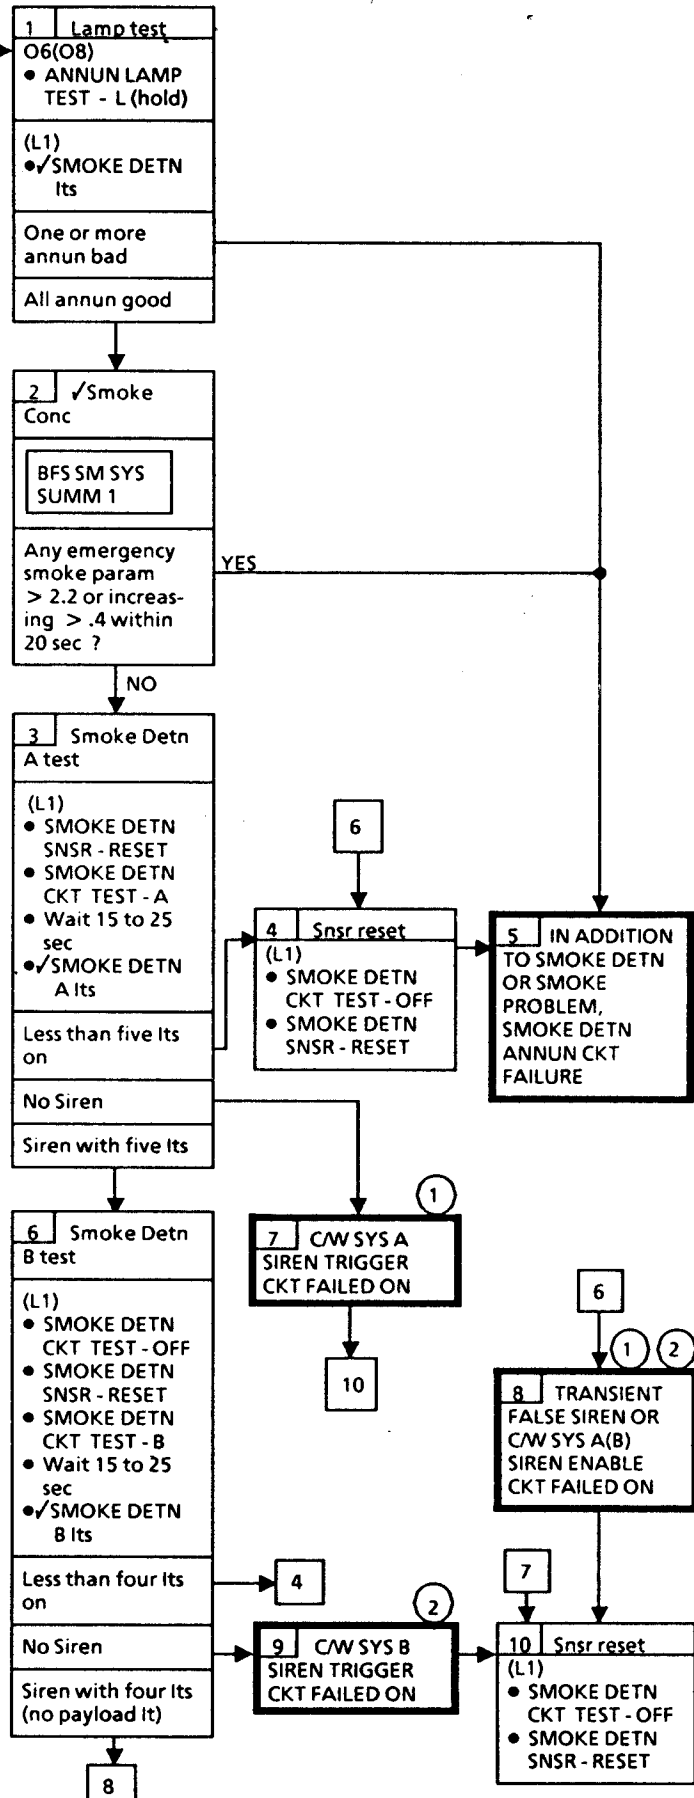 1 Lamp test
O6(O8)
● ANNUN LAMP
TEST - L (hold)
(L1)
●✓SMOKE DETN
lts
One or more
annun bad
All annun good
2 ✓Smoke
Conc
BFS SM SYS
SUMM 1
Any emergency
smoke param
> 2.2 or increas-
ing > .4 within
20 sec ?
YES
NO
3 Smoke Detn
A test
(L1)
● SMOKE DETN
SNSR - RESET
● SMOKE DETN
CKT TEST - A
● Wait 15 to 25
sec
●✓SMOKE DETN
A lts
Less than five lts
on
No Siren
Siren with five lts
6
4 Snsr reset
(L1)
● SMOKE DETN
CKT TEST - OFF
● SMOKE DETN
SNSR - RESET
5 IN ADDITION
TO SMOKE DETN
OR SMOKE
PROBLEM,
SMOKE DETN
ANNUN CKT
FAILURE
6 Smoke Detn
B test
(L1)
● SMOKE DETN
CKT TEST - OFF
● SMOKE DETN
SNSR - RESET
● SMOKE DETN
CKT TEST - B
● Wait 15 to 25
sec
●✓SMOKE DETN
B lts
Less than four lts
on
No Siren
Siren with four lts
(no payload lt)
8
1
7 C/W SYS A
SIREN TRIGGER
CKT FAILED ON
10
6
1 2
8 TRANSIENT
FALSE SIREN OR
C/W SYS A(B)
SIREN ENABLE
CKT FAILED ON
4
2
9 C/W SYS B
SIREN TRIGGER
CKT FAILED ON
7
10 Snsr reset
(L1)
● SMOKE DETN
CKT TEST - OFF
● SMOKE DETN
SNSR - RESET